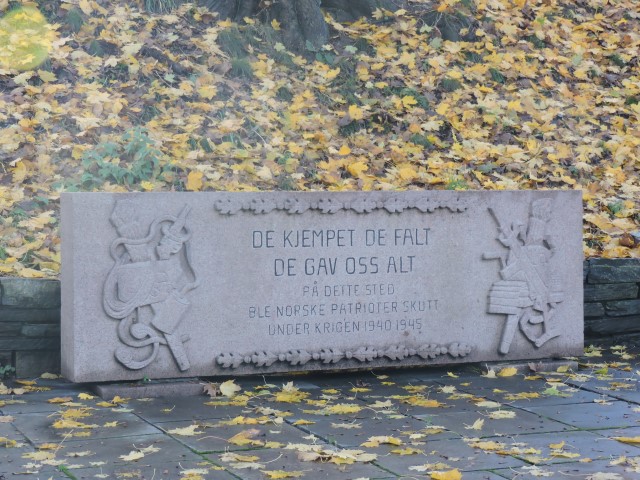 DE KJEMPET DE FALT
DE GAV OSS ALT
PÅ DETTE STED
BLE NORSKE PATRIOTER SKUTT
UNDER KRIGEN 1940 1945